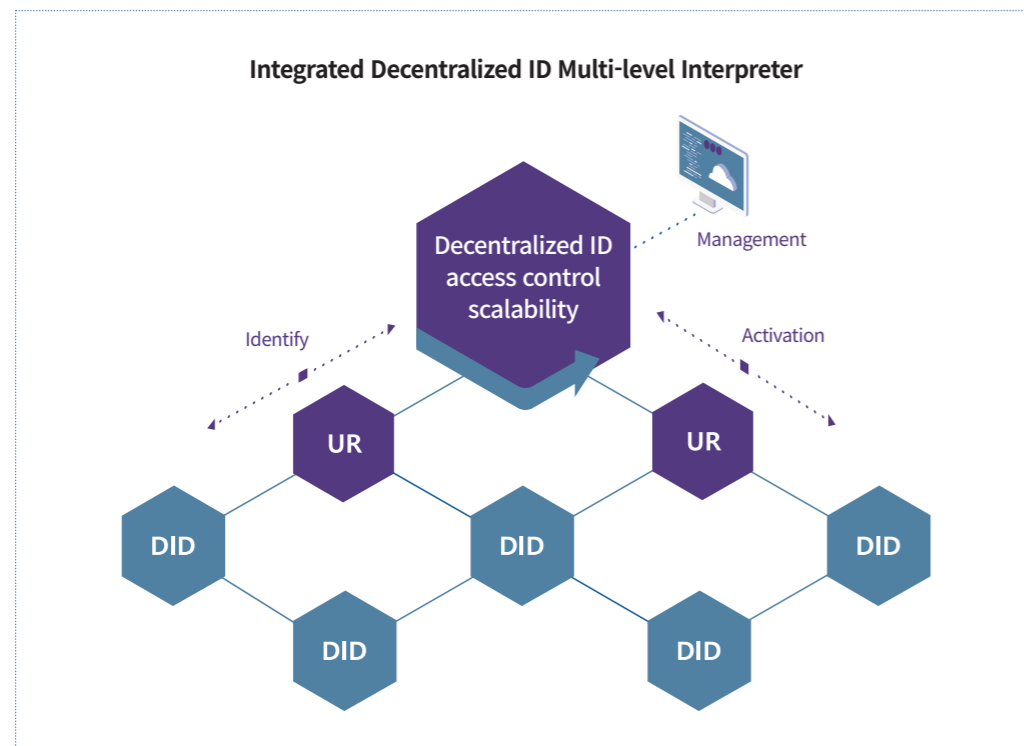 Integrated Decentralized ID Multi-level Interpreter
Decentralized ID
access control
scalability
Management
Identify
Activation
UR
UR
DID
DID
DID
DID
DID